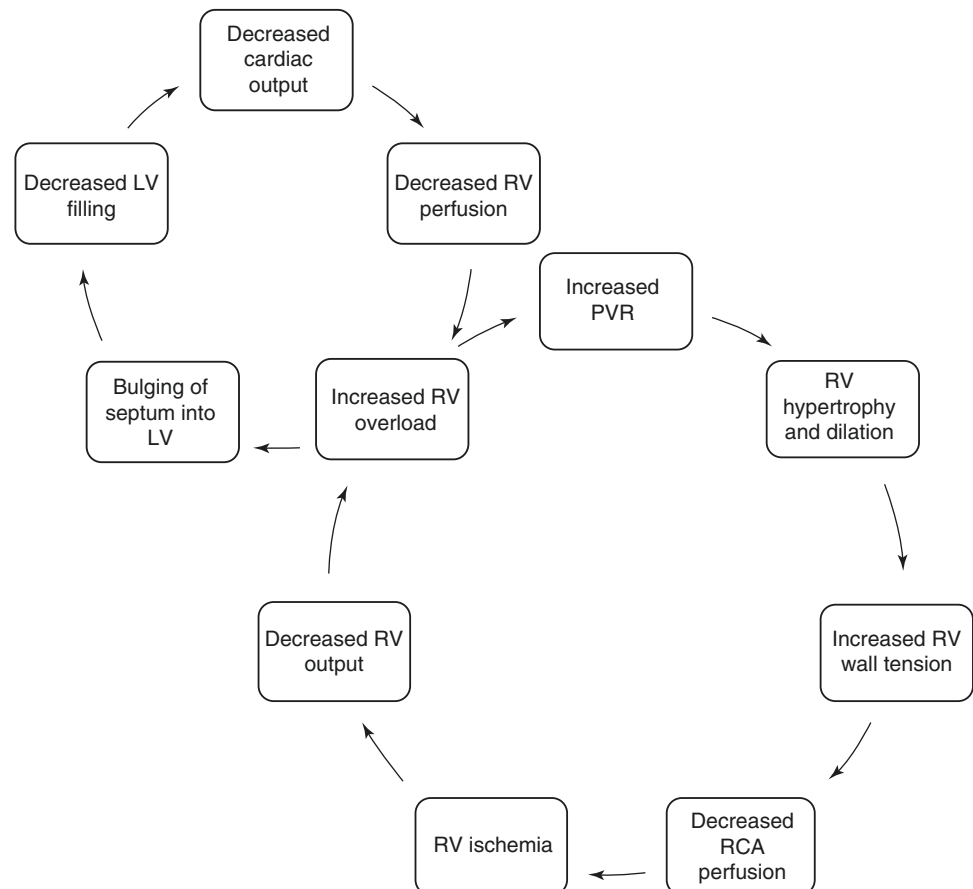 Decreased
cardiac
output
Decreased LV
filling
Decreased RV
perfusion
Increased
PVR
Bulging of
septum into
LV
Increased RV
overload
RV
hypertrophy
and dilation
Decreased RV
output
Increased RV
wall tension
RV ischemia
Decreased
RCA
perfusion